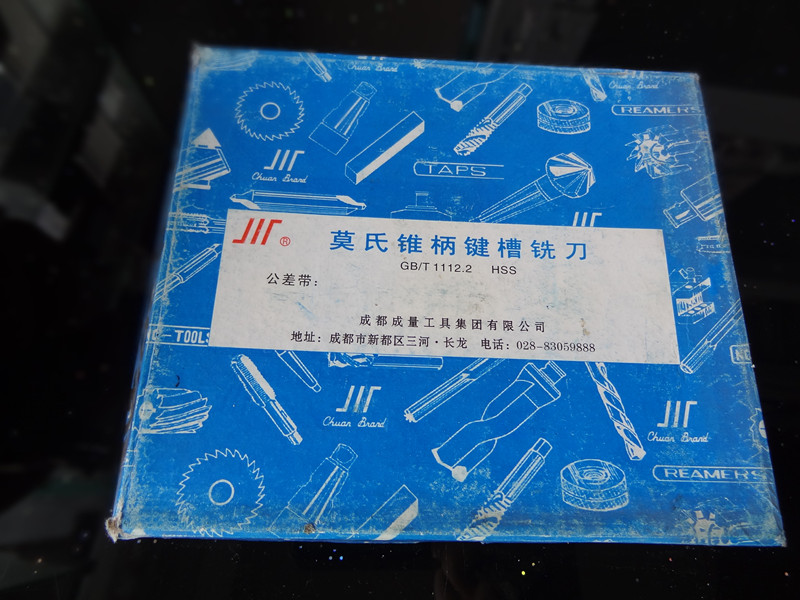 Chuan Brand
Chuan Brand
REAMERS
Chuan Brand
TAPS
®
莫氏锥柄键槽铣刀
GB/T 1112.2 HSS
公差带：
成都成量工具集团有限公司
地址：成都市新都区三河·长龙 电话：028-83059888
TOOLS
Chuan Brand
Chuan Brand
REAMERS